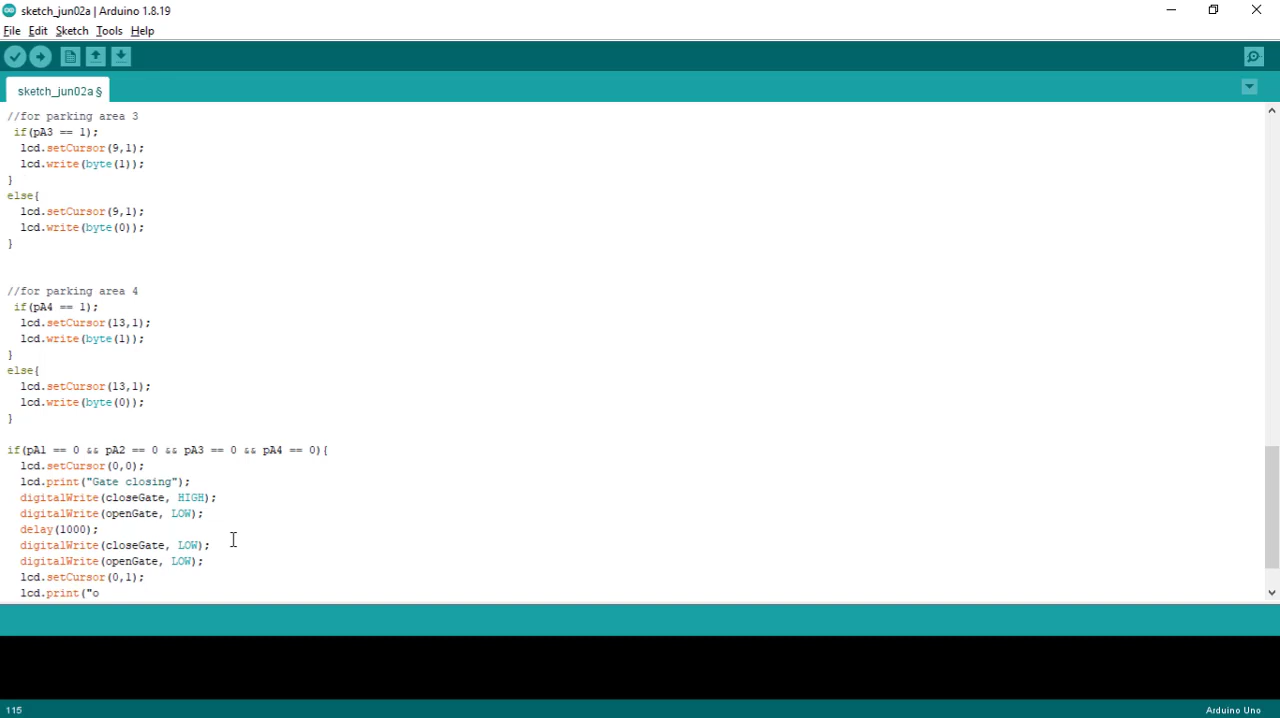 sketch_jun02a | Arduino 1.8.19
File Edit Sketch Tools Help
sketch_jun02a §
//for parking area 3
if(pA3 == 1);
lcd.setCursor(9,1);
lcd.write(byte(1));
}
else{
lcd.setCursor(9,1);
lcd.write(byte(0));
}
//for parking area 4
if(pA4 == 1);
lcd.setCursor(13,1);
lcd.write(byte(1));
}
else{
lcd.setCursor(13,1);
lcd.write(byte(0));
}
if(pA1 == 0 && pA2 == 0 && pA3 == 0 && pA4 == 0){
lcd.setCursor(0,0);
lcd.print("Gate closing");
digitalWrite(closeGate, HIGH);
digitalWrite(openGate, LOW);
delay(1000);
digitalWrite(closeGate, LOW);
digitalWrite(openGate, LOW);
lcd.setCursor(0,1);
lcd.print("o
115 Arduino Uno